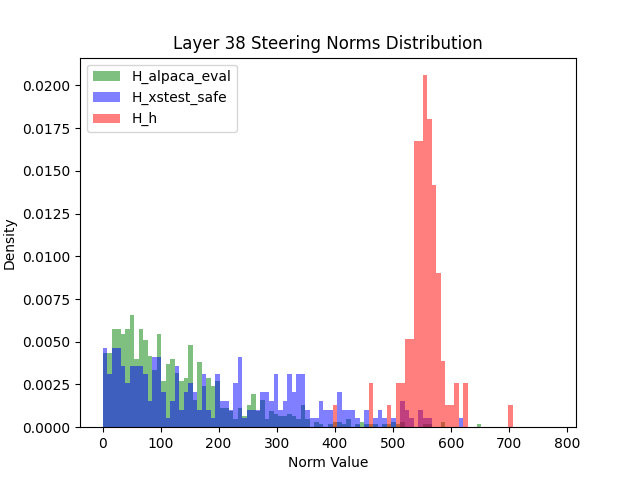 Layer 38 Steering Norms Distribution
H_alpaca_eval
H_xstest_safe
H_h
Density
0.0200
0.0175
0.0150
0.0125
0.0100
0.0075
0.0050
0.0025
0.0000
0 100 200 300 400 500 600 700 800
Norm Value